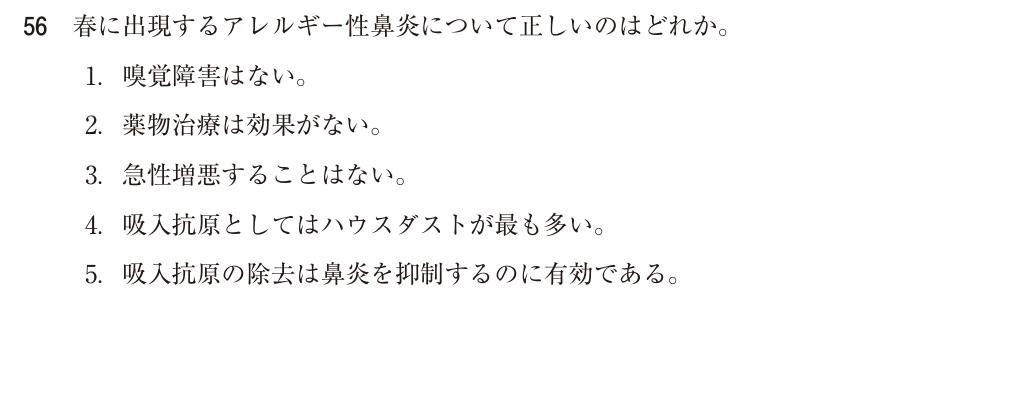 56 春に出現するアレルギー性鼻炎について正しいのはどれか。
1. 嗅覚障害はない。
2. 薬物治療は効果がない。
3. 急性増悪することはない。
4. 吸入抗原としてはハウスダストが最も多い。
5. 吸入抗原の除去は鼻炎を抑制するのに有効である。